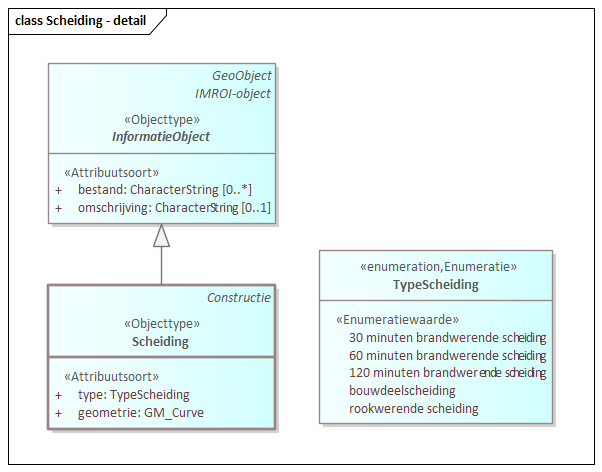 class Scheiding - detail
GeoObject
IMROI-object
«Objecttype»
InformatieObject
«Attribuutsoort»
+ bestand: CharacterString [0..*]
+ omschrijving: CharacterString [0..1]
Constructie
«Objecttype»
Scheiding
«Attribuutsoort»
+ type: TypeScheiding
+ geometrie: GM_Curve
«enumeration,Enumeratie»
TypeScheiding
«Enumeratiewaarde»
30 minuten brandwerende scheiding
60 minuten brandwerende scheiding
120 minuten brandwerende scheiding
bouwdeelscheiding
rookwerende scheiding